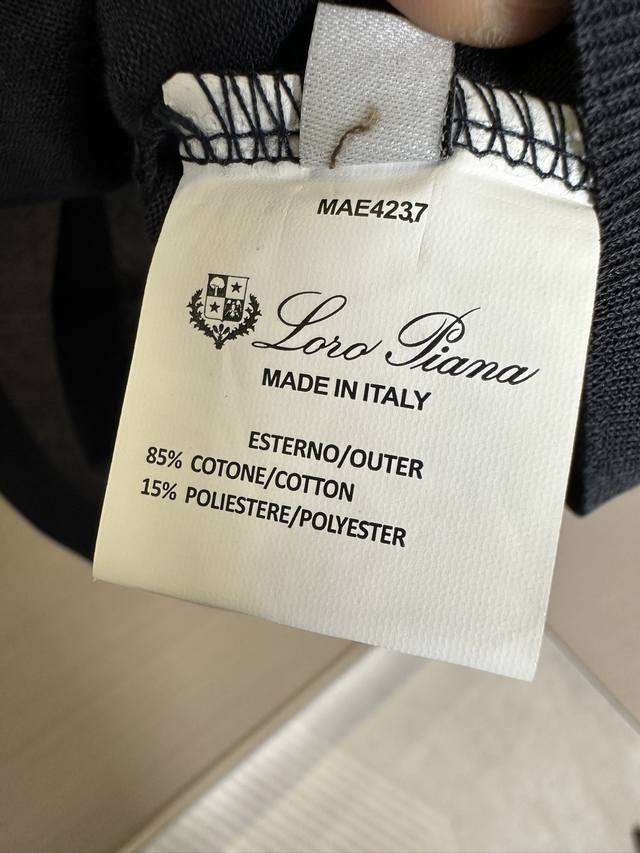 MAE4237
Loro Piana
MADE IN ITALY
ESTERNO/OUTER
85% COTONE/COTTON
15% POLIESTERE/POLYESTER